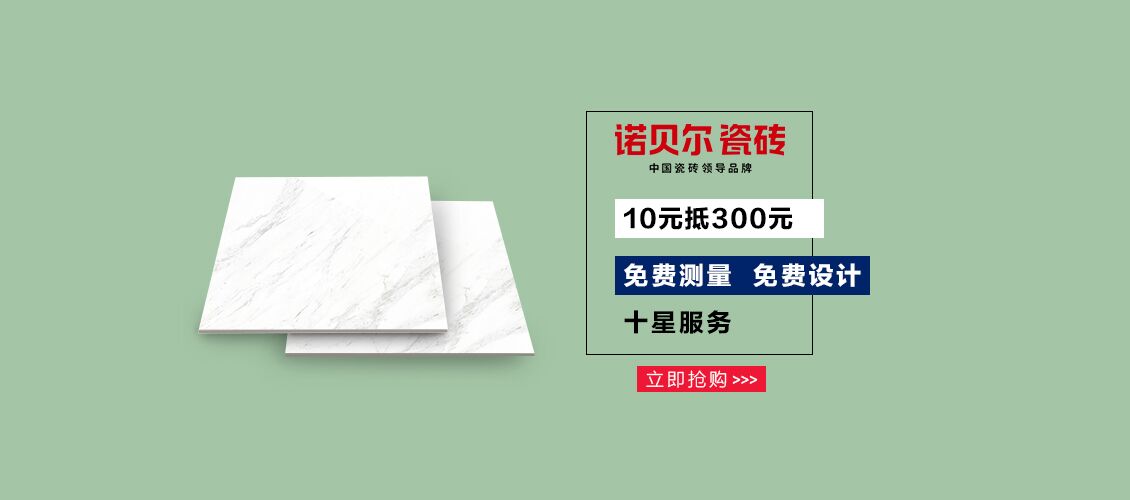 诺贝尔 瓷砖
中国瓷砖领导品牌
10元抵300元
免费测量 免费设计
十星服务
立即抢购 >>>